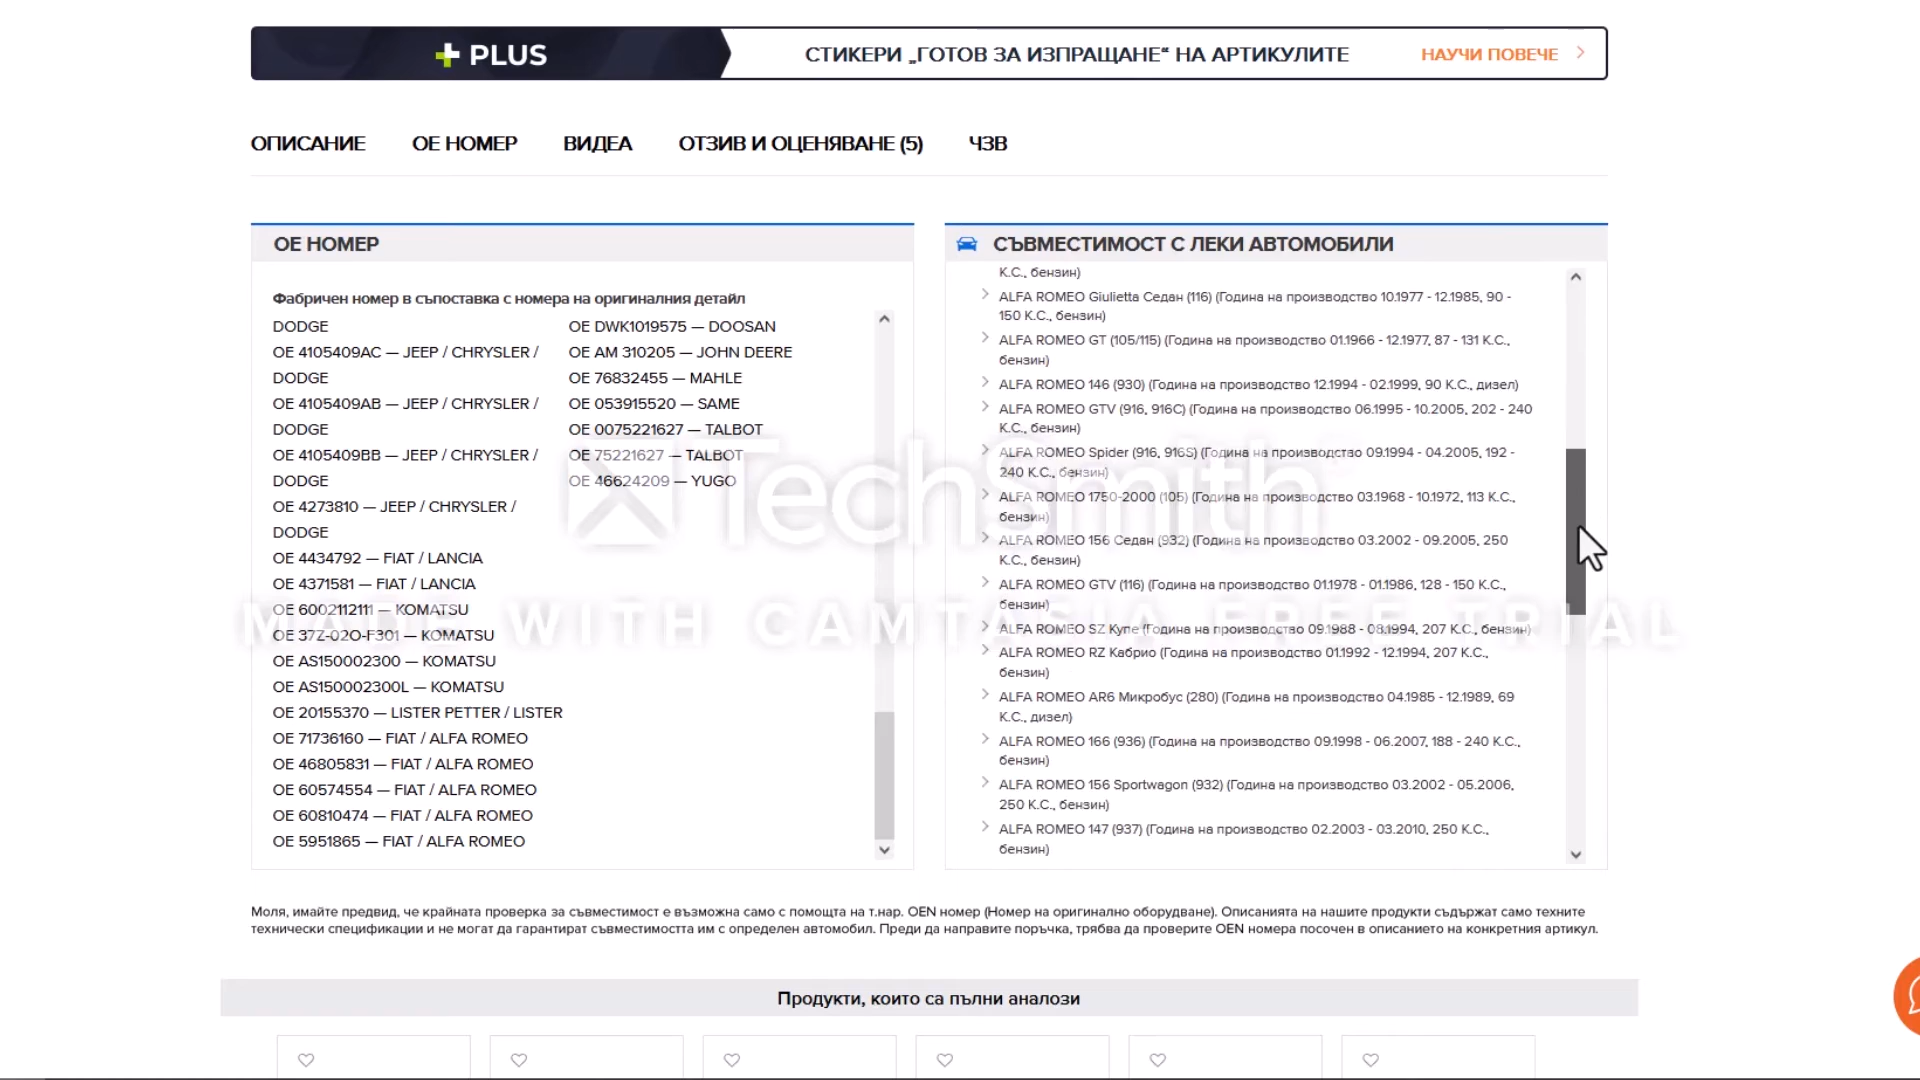 PLUS
СТИКЕРИ „ГОТОВ ЗА ИЗПРАЩАНЕ“ НА АРТИКУЛИТЕ
НАУЧИ ПОВЕЧЕ
ОПИСАНИЕ
ОЕ НОМЕР
ВИДЕА
ОТЗИВ И ОЦЕНЯВАНЕ (5)
ЧЗВ
ОЕ НОМЕР
Фабричен номер в съпоставка с номера на оригиналния детайл
DODGE
OE 4105409AC — JEEP / CHRYSLER /
DODGE
OE 4105409AB — JEEP / CHRYSLER /
DODGE
OE 4105409BB — JEEP / CHRYSLER /
DODGE
OE 4273810 — JEEP / CHRYSLER /
DODGE
OE 4434792 — FIAT / LANCIA
OE 4371581 — FIAT / LANCIA
OE 6002112111 — KOMATSU
OE 37Z-02O-F301 — KOMATSU
OE AS150002300 — KOMATSU
OE AS150002300L — KOMATSU
OE 20155370 — LISTER PETTER / LISTER
OE 71736160 — FIAT / ALFA ROMEO
OE 46805831 — FIAT / ALFA ROMEO
OE 60574554 — FIAT / ALFA ROMEO
OE 60810474 — FIAT / ALFA ROMEO
OE 5951865 — FIAT / ALFA ROMEO
OE DWK1019575 — DOOSAN
OE AM 310205 — JOHN DEERE
OE 76832455 — MAHLE
OE 053915520 — SAME
OE 0075221627 — TALBOT
OE 75221627 — TALBOT
OE 46624209 — YUGO
СЪВМЕСТИМОСТ С ЛЕКИ АВТОМОБИЛИ
К.С., бензин)
ALFA ROMEO Giulietta Седан (116) (Година на производство 10.1977 - 12.1985, 90 -
150 К.С., бензин)
ALFA ROMEO GT (105/115) (Година на производство 01.1966 - 12.1977, 87 - 131 К.С.,
бензин)
ALFA ROMEO 146 (930) (Година на производство 12.1994 - 02.1999, 90 К.С., дизел)
ALFA ROMEO GTV (916, 916C) (Година на производство 06.1995 - 10.2005, 202 - 240
К.С., бензин)
ALFA ROMEO Spider (916, 916S) (Година на производство 09.1994 - 04.2005, 192 -
240 К.С., бензин)
ALFA ROMEO 1750-2000 (105) (Година на производство 03.1968 - 10.1972, 113 К.С.,
бензин)
ALFA ROMEO 156 Седан (932) (Година на производство 03.2002 - 09.2005, 250
К.С., бензин)
ALFA ROMEO GTV (116) (Година на производство 01.1978 - 01.1986, 128 - 150 К.С.,
бензин)
ALFA ROMEO SZ Купе (Година на производство 09.1988 - 08.1994, 207 К.С., бензин)
ALFA ROMEO RZ Кабрио (Година на производство 01.1992 - 12.1994, 207 К.С.,
бензин)
ALFA ROMEO AR6 Микробус (280) (Година на производство 04.1985 - 12.1989, 69
К.С., дизел)
ALFA ROMEO 166 (936) (Година на производство 09.1998 - 06.2007, 188 - 240 К.С.,
бензин)
ALFA ROMEO 156 Sportwagon (932) (Година на производство 03.2002 - 05.2006,
250 К.С., бензин)
ALFA ROMEO 147 (937) (Година на производство 02.2003 - 03.2010, 250 К.С.,
бензин)
TechSmith
MADE WITH CAMTASIA FREE TRIAL
Моля, имайте предвид, че крайната проверка за съвместимост е възможна само с помощта на т.нар. OEN номер (Номер на оригинално оборудване). Описанията на нашите продукти съдържат само техните
технически спецификации и не могат да гарантират съвместимостта им с определен автомобил. Преди да направите поръчка, трябва да проверите OEN номера посочен в описанието на конкретния артикул.
Продукти, които са пълни аналози